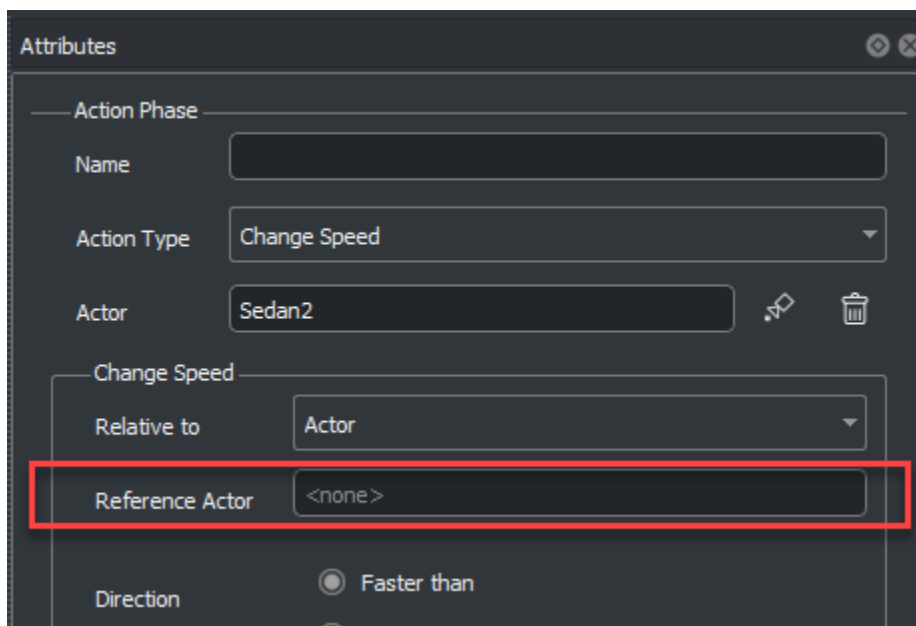 Attributes
Action Phase
Name
Action Type Change Speed
Actor Sedan2
Change Speed
Relative to Actor
Reference Actor <none>
Direction Faster than